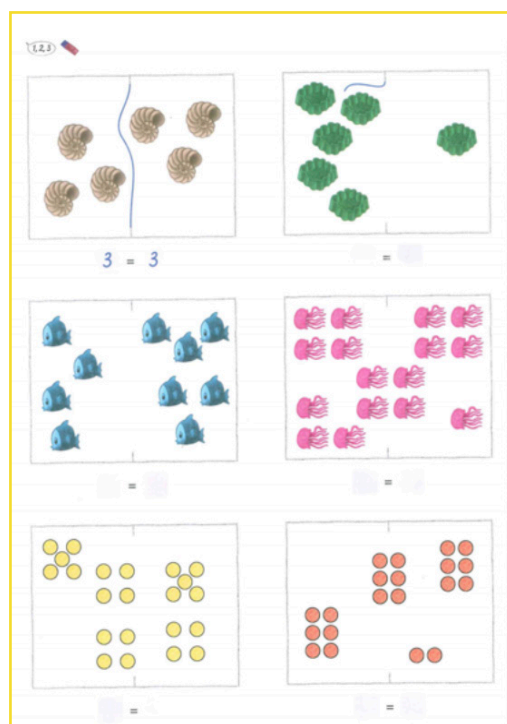 1, 2, 3
3 = 3
=
=
=
=
=